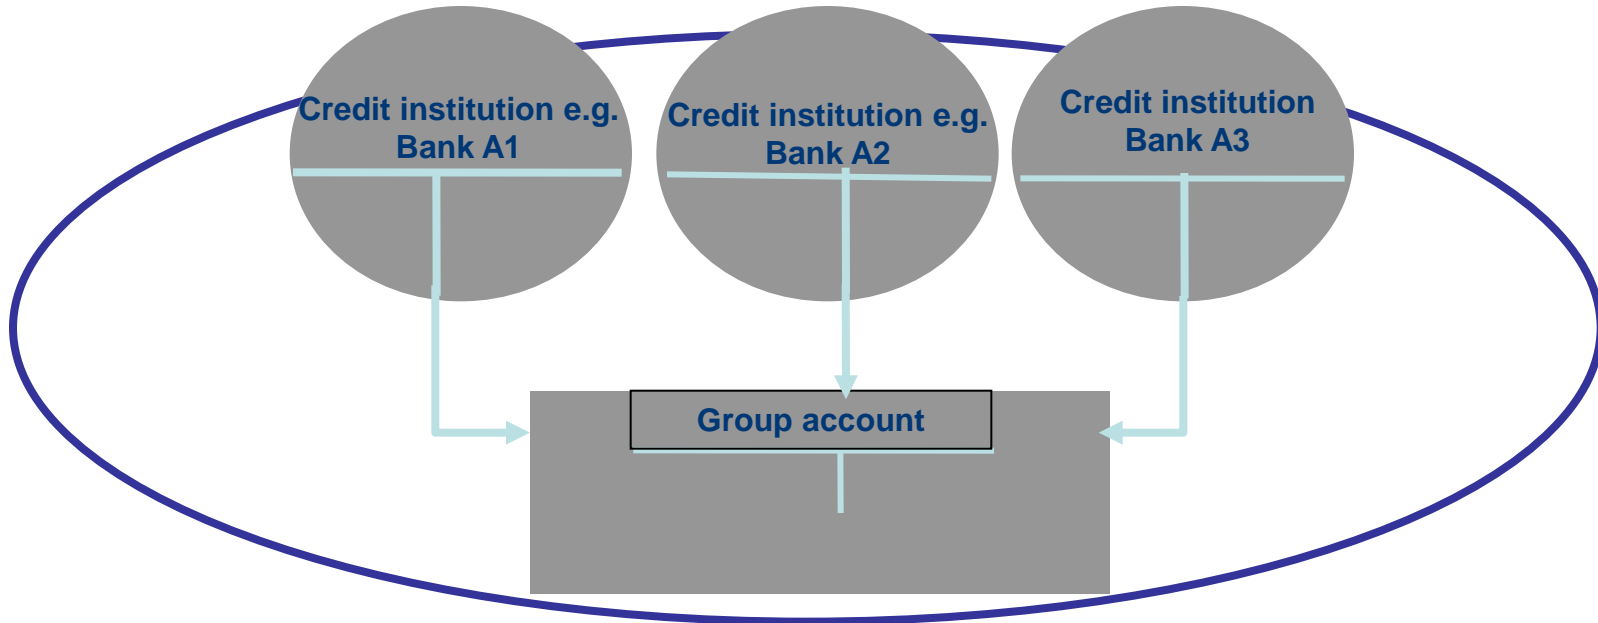 Credit institution e.g.
Bank A1
Credit institution e.g.
Bank A2
Credit institution
Bank A3
Group account